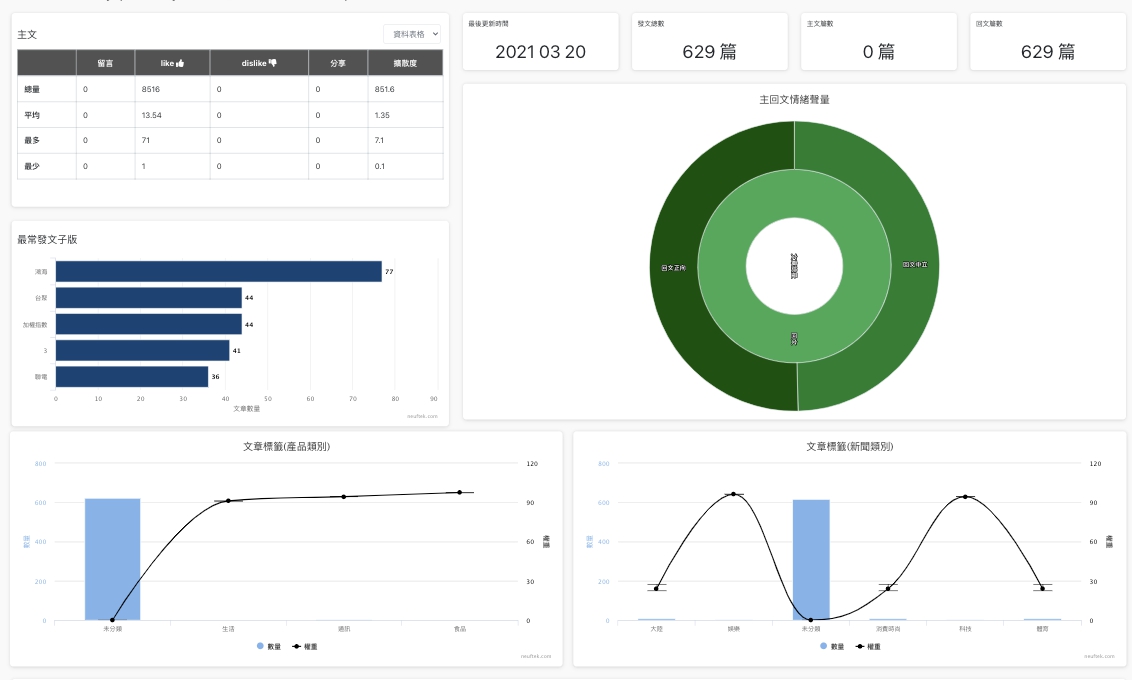 主文
資料表格
留言 like dislike 分享 擴散度
總量 0 8516 0 0 851.6
平均 0 13.54 0 0 1.35
最多 0 71 0 0 7.1
最少 0 1 0 0 0.1
最後更新時間
2021 03 20
發文總數
629 篇
主文篇數
0 篇
回文篇數
629 篇
最常發文子版
鴻海 77
台聚 44
加權指數 44
3 41
聯電 36
0 10 20 30 40 50 60 70 80 90
文章數量
neuftek.com
主回文情緒聲量
回文正向
回文中立
回文
文章標籤(產品類別)
800 120
600 90
400 60
200 30
0 0
數量
權重
未分類 生活 通訊 食品
數量 權重
neuftek.com
文章標籤(新聞類別)
800 120
600 90
400 60
200 30
0 0
數量
權重
大陸 娛樂 未分類 消費時尚 科技 體育
數量 權重
neuftek.com